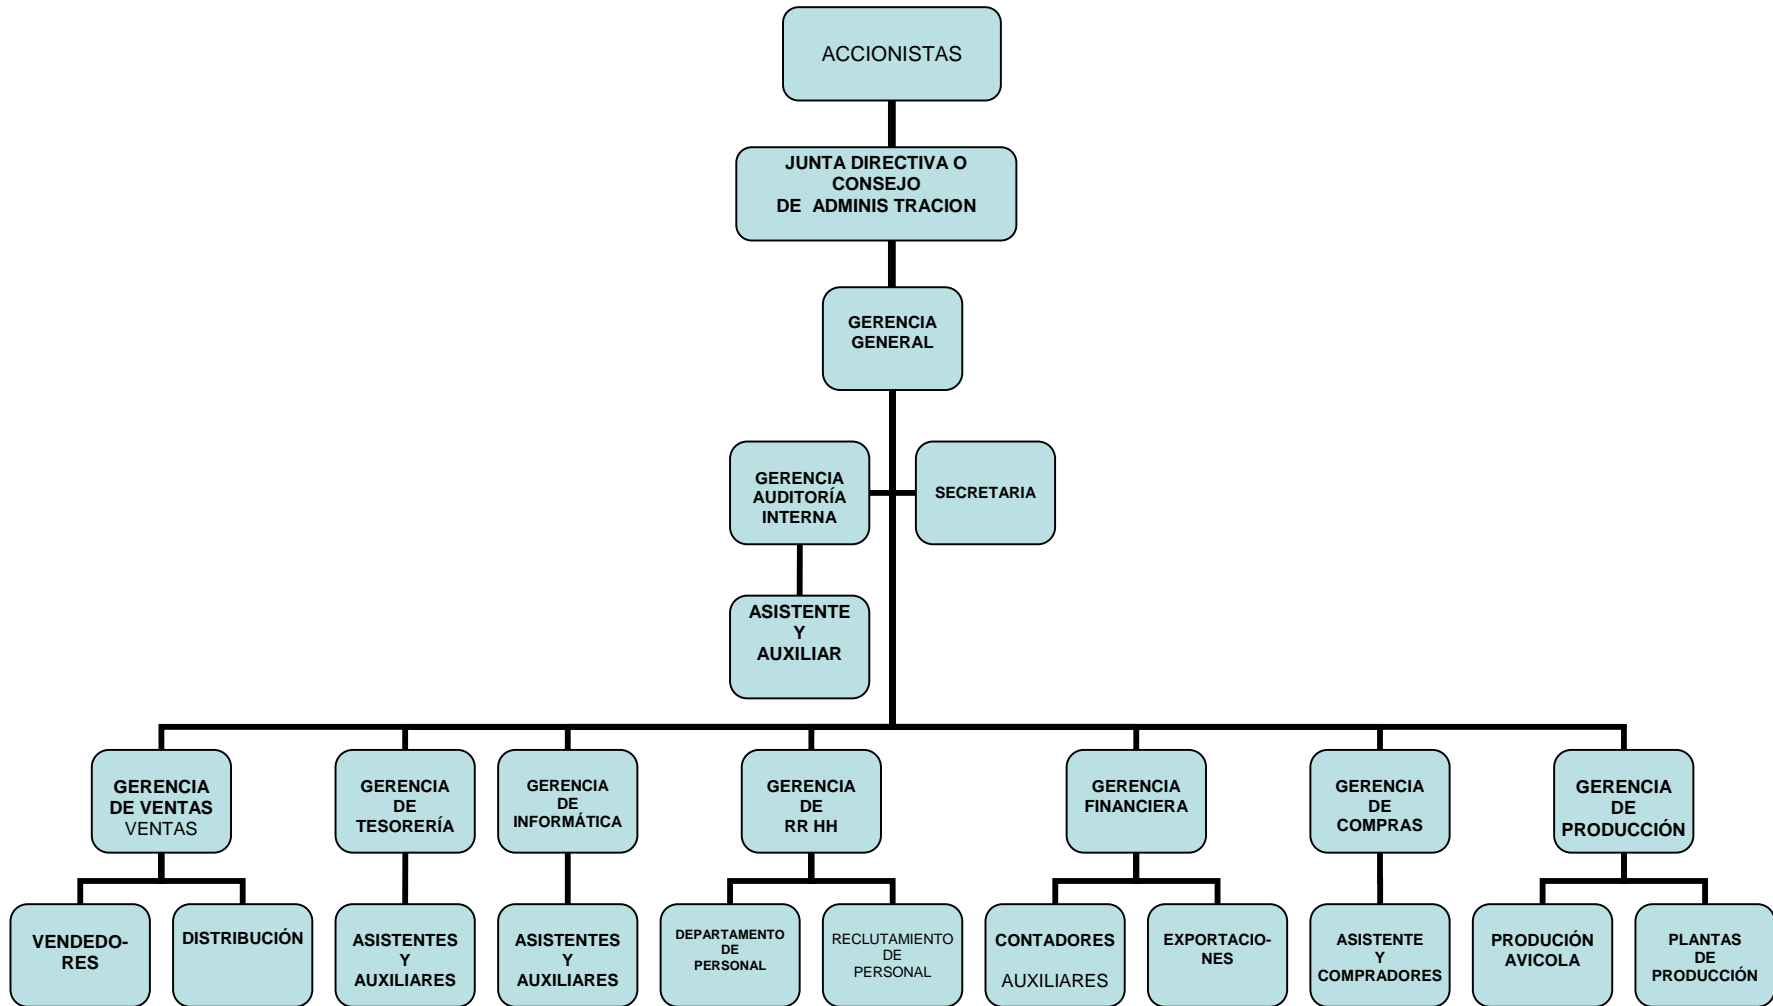 ACCIONISTAS
JUNTA DIRECTIVA O
CONSEJO
DE ADMINIS TRACION
GERENCIA
GENERAL
GERENCIA
AUDITORÍA
INTERNA
SECRETARIA
ASISTENTE
Y
AUXILIAR
GERENCIA
DE VENTAS
VENTAS
GERENCIA
DE
TESORERÍA
GERENCIA
DE
INFORMÁTICA
GERENCIA
DE
RR HH
GERENCIA
FINANCIERA
GERENCIA
DE
COMPRAS
GERENCIA
DE
PRODUCCIÓN
VENDEDO-
RES
DISTRIBUCIÓN
ASISTENTES
Y
AUXILIARES
ASISTENTES
Y
AUXILIARES
DEPARTAMENTO
DE
PERSONAL
RECLUTAMIENTO
DE
PERSONAL
CONTADORES
AUXILIARES
EXPORTACIO-
NES
ASISTENTE
Y
COMPRADORES
PRODUCIÓN
AVICOLA
PLANTAS
DE
PRODUCCIÓN